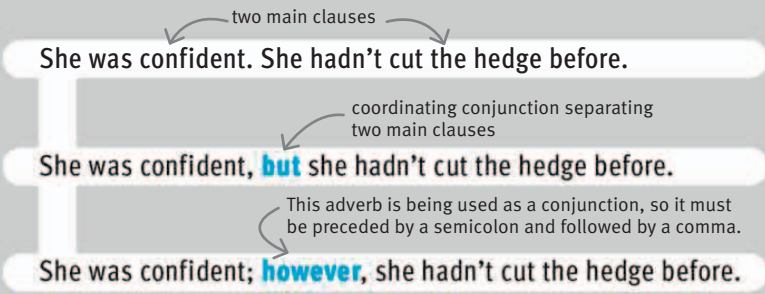 two main clauses
She was confident. She hadn’t cut the hedge before.
coordinating conjunction separating
two main clauses
She was confident, but she hadn’t cut the hedge before.
This adverb is being used as a conjunction, so it must
be preceded by a semicolon and followed by a comma.
She was confident; however, she hadn’t cut the hedge before.